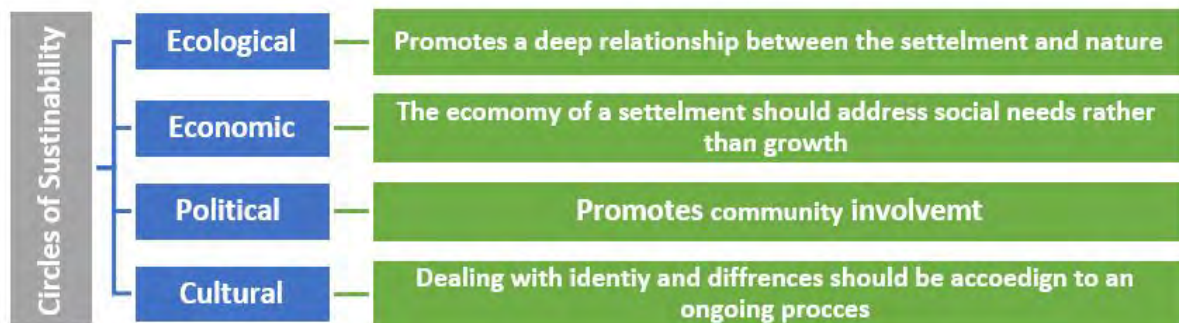 Circles of Sustinability
Ecological
Promotes a deep relationship between the settelment and nature
Economic
The ecomomy of a settelment should address social needs rather
than growth
Political
Promotes community involvemt
Cultural
Dealing with identiy and diffrences should be accoedign to an
ongoing procces